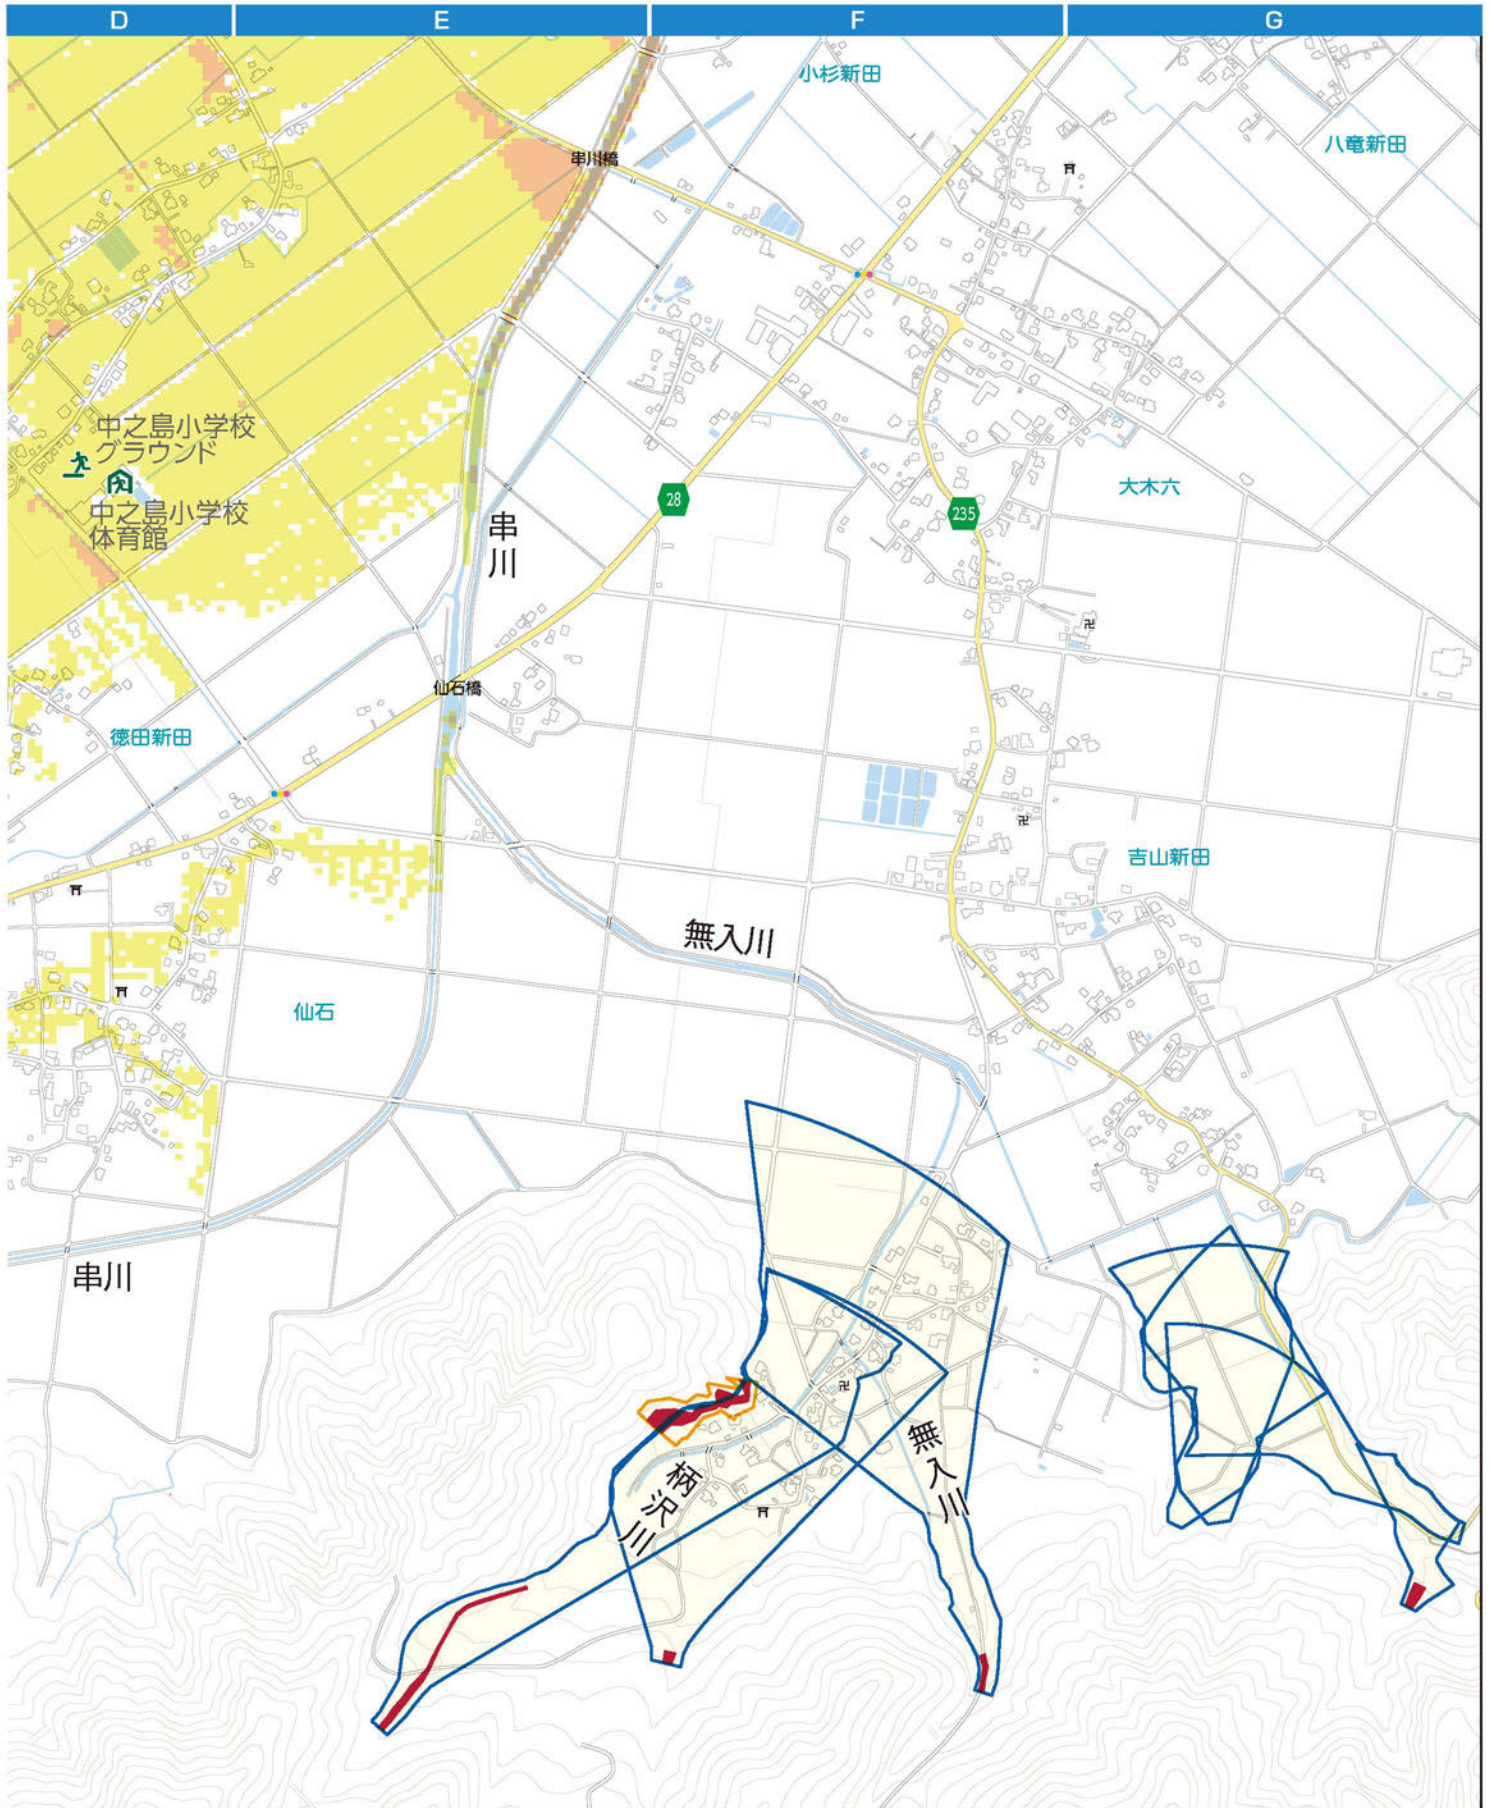 D
E
F
G
小杉新田
八竜新田
串川橋
中之島小学校
グラウンド
中之島小学校
体育館
28
235
大木六
串川
仙石橋
徳田新田
吉山新田
無入川
仙石
串川
無入川
柄沢川